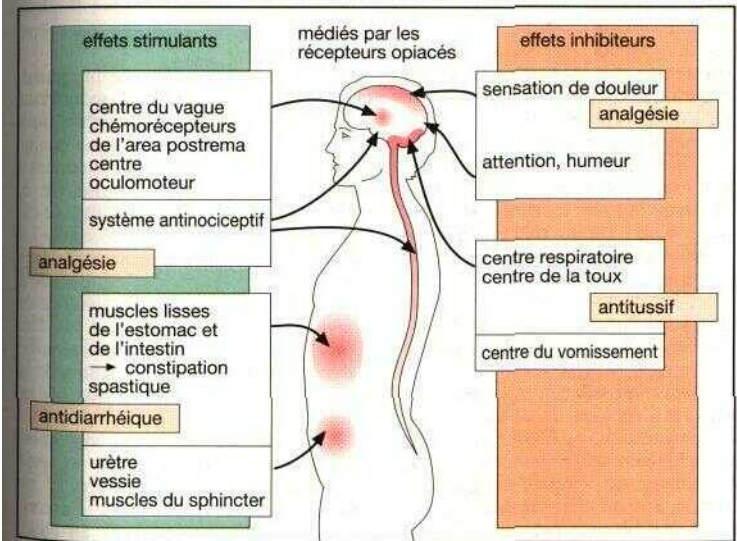 effets stimulants
médiés par les
récepteurs opiacés
effets inhibiteurs
centre du vague
chémorécepteurs
de l'area postrema
centre
oculomoteur
système antinociceptif
analgésie
muscles lisses
de l'estomac et
de l'intestin
→ constipation
spastique
antidiarrhéique
urètre
vessie
muscles du sphincter
sensation de douleur
analgésie
attention, humeur
centre respiratoire
centre de la toux
antitussif
centre du vomissement